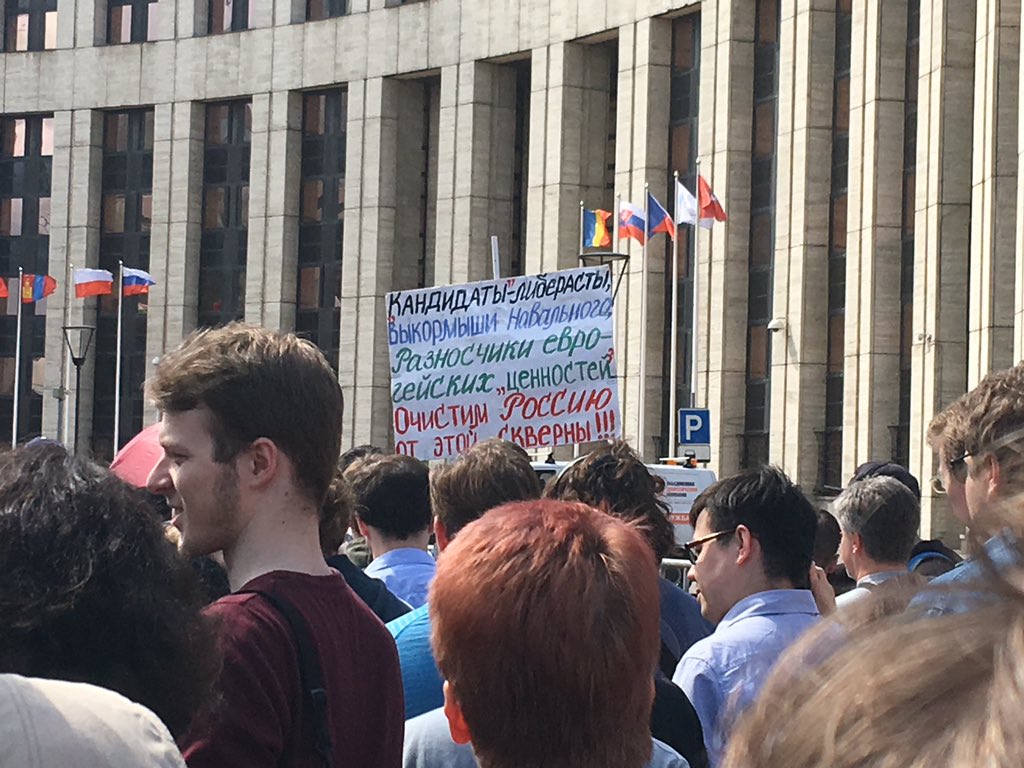 "Кандидаты"-либерасты,
выкормыши Навального,
Разносчики евро-
гейских „ценностей"
Очистим Россию
от этой скверны!!!
P